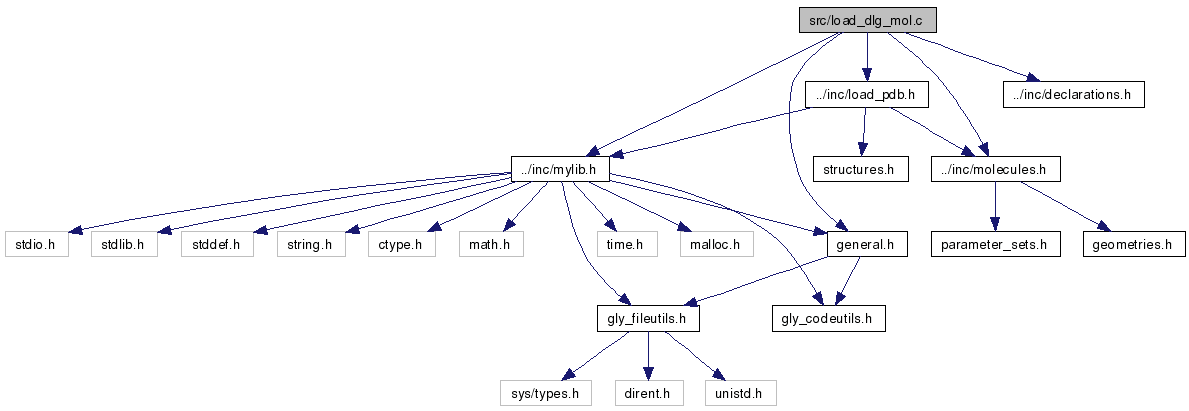 src/load_dlg_mol.c
../inc/load_pdb.h
../inc/declarations.h
../inc/mylib.h
structures.h
../inc/molecules.h
stdio.h
stdlib.h
stddef.h
string.h
ctype.h
math.h
time.h
malloc.h
general.h
parameter_sets.h
geometries.h
gly_fileutils.h
gly_codeutils.h
sys/types.h
dirent.h
unistd.h